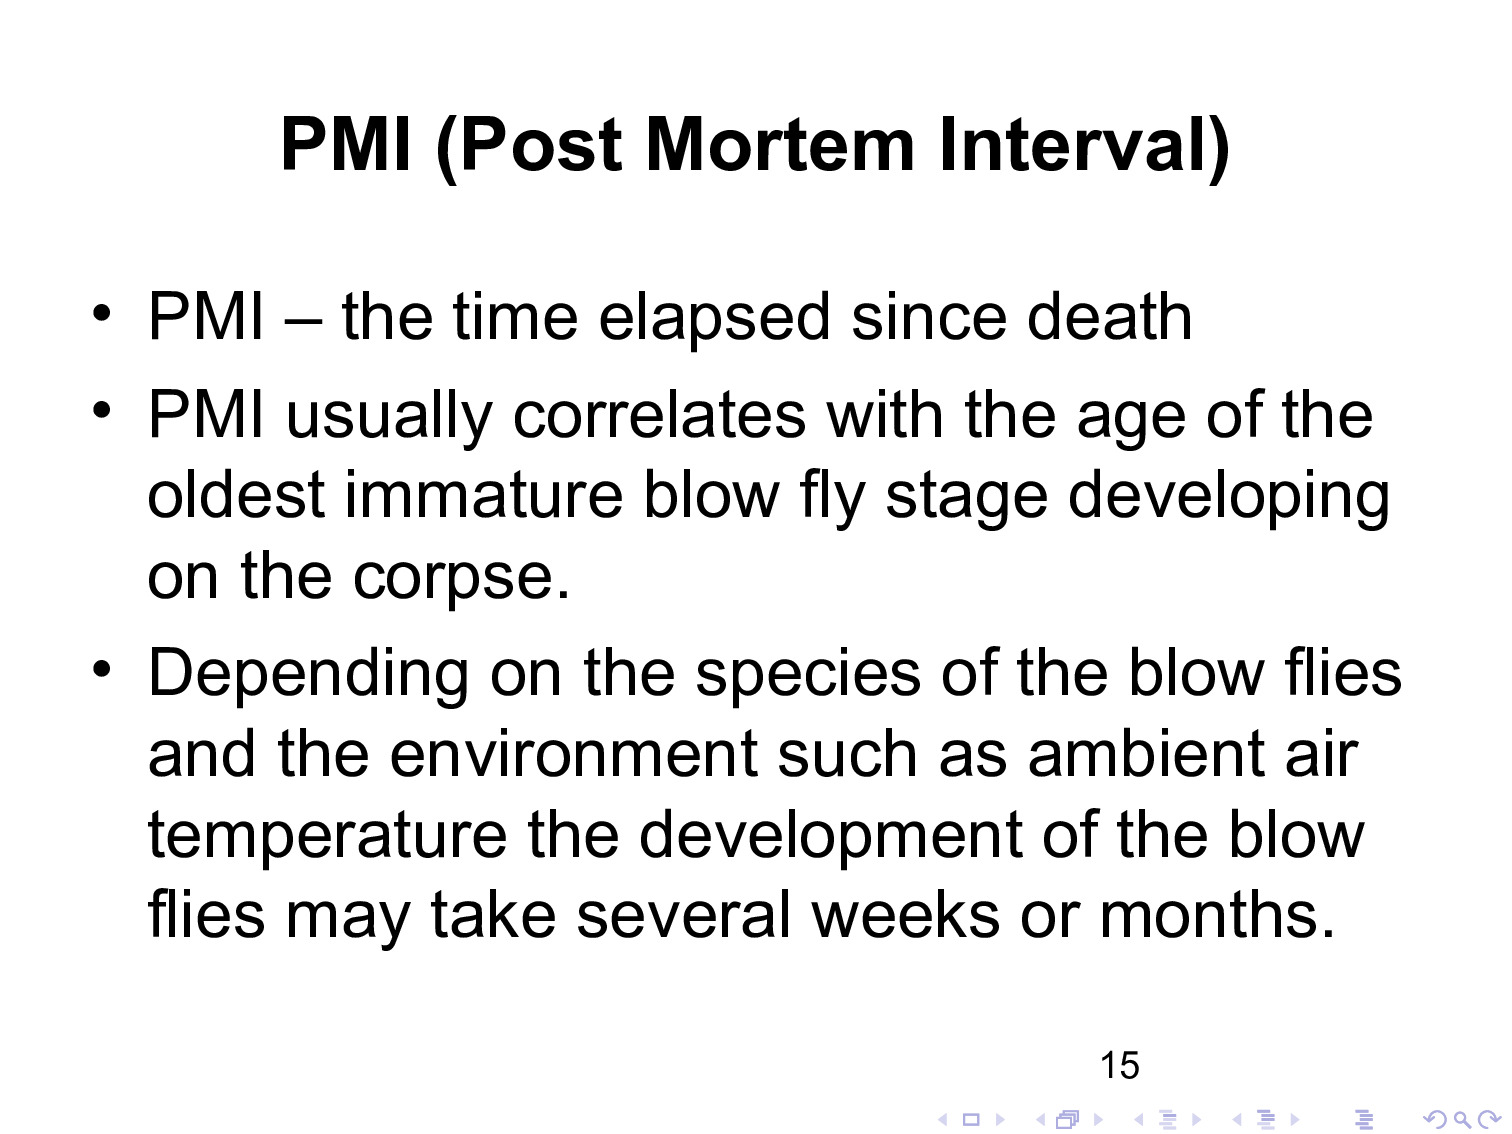 PMI (Post Mortem Interval)
• PMI – the time elapsed since death
• PMI usually correlates with the age of the
oldest immature blow fly stage developing
on the corpse.
• Depending on the species of the blow flies
and the environment such as ambient air
temperature the development of the blow
flies may take several weeks or months.
15